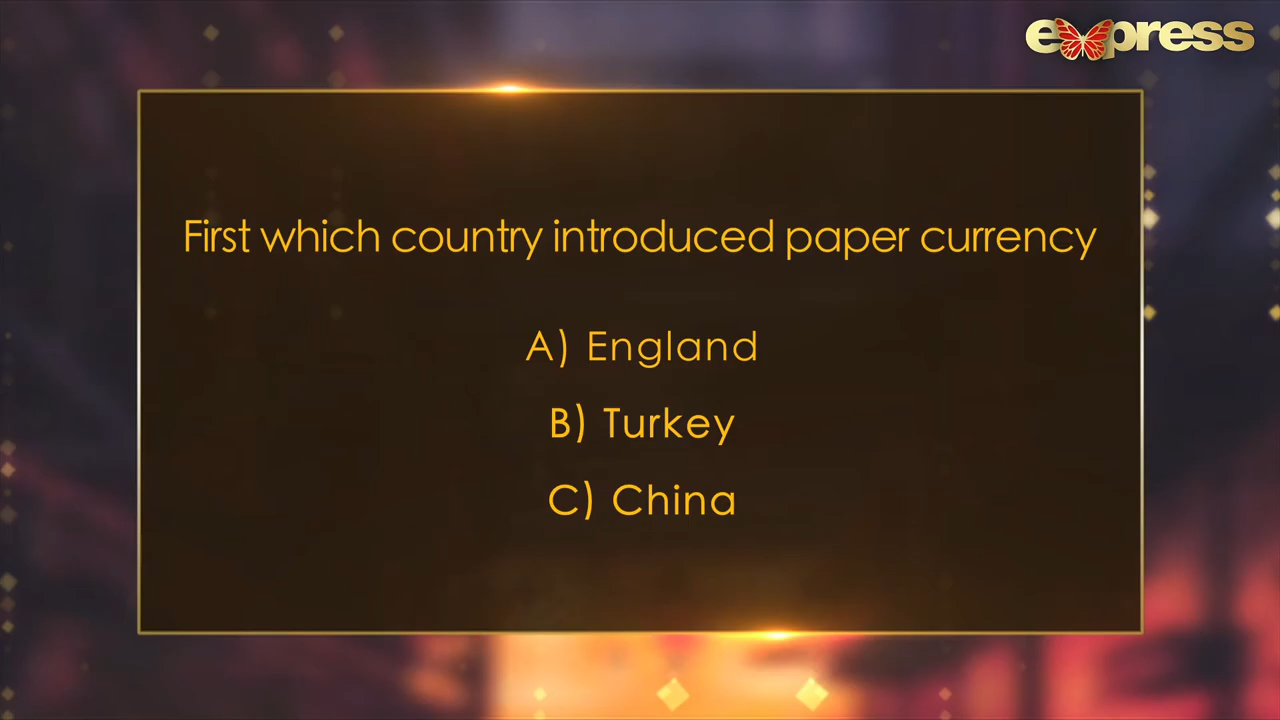 express
First which country introduced paper currency
A) England
B) Turkey
C) China